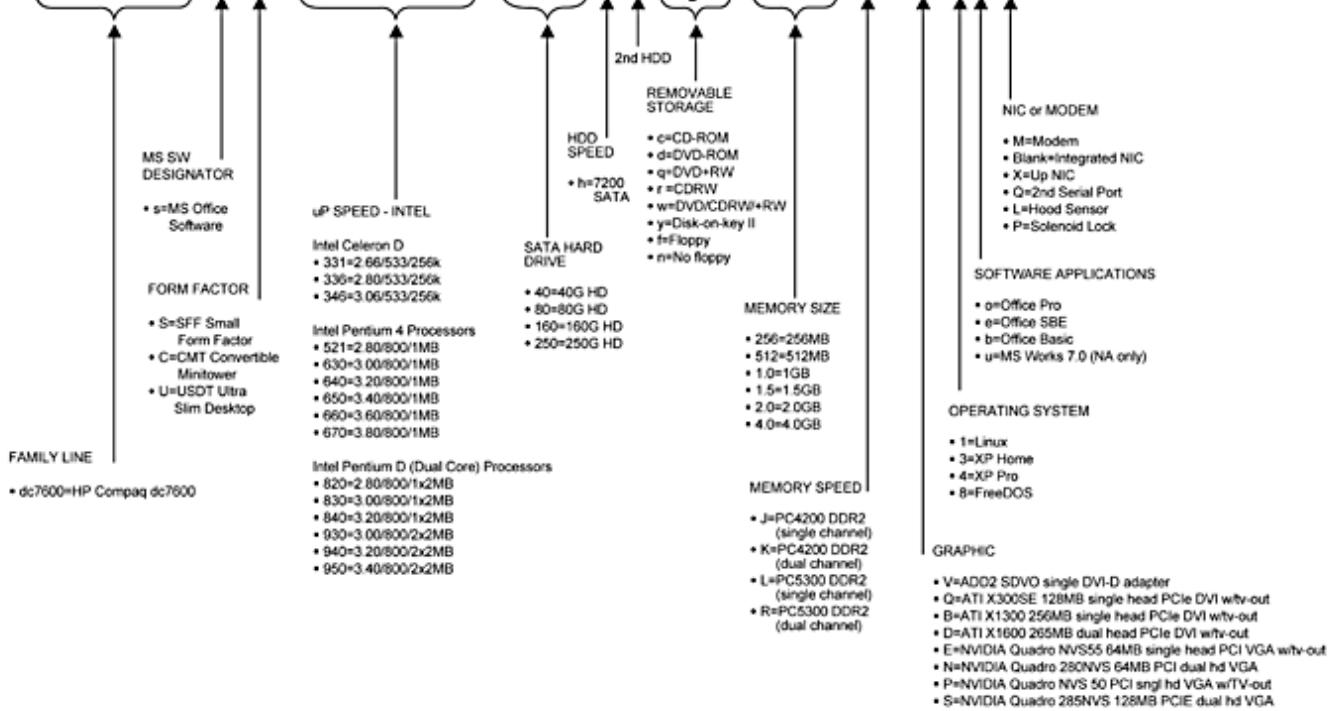 2nd HDD
REMOVABLE
STORAGE
• c=CD-ROM
• d=DVD-ROM
• q=DVD+RW
• r =CDRW
• w=DVD/CDRW/+RW
• y=Disk-on-key II
• f=Floppy
• n=No floppy
NIC or MODEM
• M=Modem
• Blank=Integrated NIC
• X=Up NIC
• Q=2nd Serial Port
• L=Hood Sensor
• P=Solenoid Lock
HDD
SPEED
• h=7200
SATA
MS SW
DESIGNATOR
• s=MS Office
Software
uP SPEED - INTEL
Intel Celeron D
• 331=2.66/533/256k
• 336=2.80/533/256k
• 346=3.06/533/256k
Intel Pentium 4 Processors
• 521=2.80/800/1MB
• 630=3.00/800/1MB
• 640=3.20/800/1MB
• 650=3.40/800/1MB
• 660=3.60/800/1MB
• 670=3.80/800/1MB
Intel Pentium D (Dual Core) Processors
• 820=2.80/800/1x2MB
• 830=3.00/800/1x2MB
• 840=3.20/800/1x2MB
• 930=3.00/800/2x2MB
• 940=3.20/800/2x2MB
• 950=3.40/800/2x2MB
SATA HARD
DRIVE
• 40=40G HD
• 80=80G HD
• 160=160G HD
• 250=250G HD
SOFTWARE APPLICATIONS
• o=Office Pro
• e=Office SBE
• b=Office Basic
• u=MS Works 7.0 (NA only)
FORM FACTOR
• S=SFF Small
Form Factor
• C=CMT Convertible
Minitower
• U=USDT Ultra
Slim Desktop
MEMORY SIZE
• 256=256MB
• 512=512MB
• 1.0=1GB
• 1.5=1.5GB
• 2.0=2.0GB
• 4.0=4.0GB
OPERATING SYSTEM
• 1=Linux
• 3=XP Home
• 4=XP Pro
• 8=FreeDOS
FAMILY LINE
• dc7600=HP Compaq dc7600
MEMORY SPEED
• J=PC4200 DDR2
(single channel)
• K=PC4200 DDR2
(dual channel)
• L=PC5300 DDR2
(single channel)
• R=PC5300 DDR2
(dual channel)
GRAPHIC
• V=ADD2 SDVO single DVI-D adapter
• Q=ATI X300SE 128MB single head PCIe DVI w/tv-out
• B=ATI X1300 256MB single head PCIe DVI w/tv-out
• D=ATI X1600 265MB dual head PCIe DVI w/tv-out
• E=NVIDIA Quadro NVS55 64MB single head PCI VGA w/tv-out
• N=NVIDIA Quadro 280NVS 64MB PCI dual hd VGA
• P=NVIDIA Quadro NVS 50 PCI sngl hd VGA w/TV-out
• S=NVIDIA Quadro 285NVS 128MB PCIE dual hd VGA